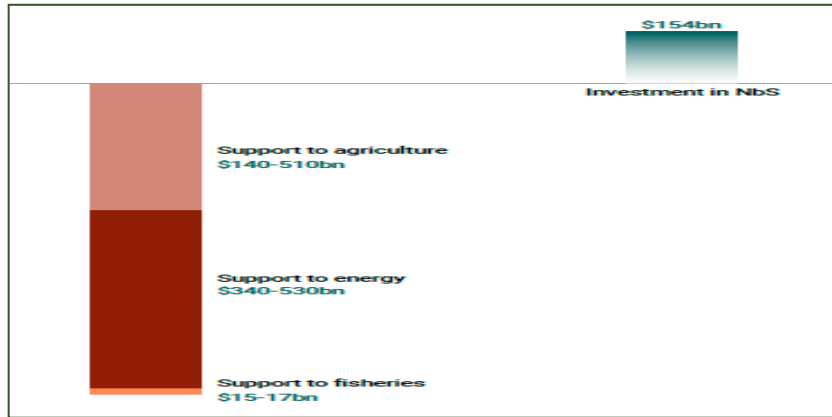 $154bn
Investment in NbS
Support to agriculture
$140-510bn
Support to energy
$340-530bn
Support to fisheries
$15-17bn